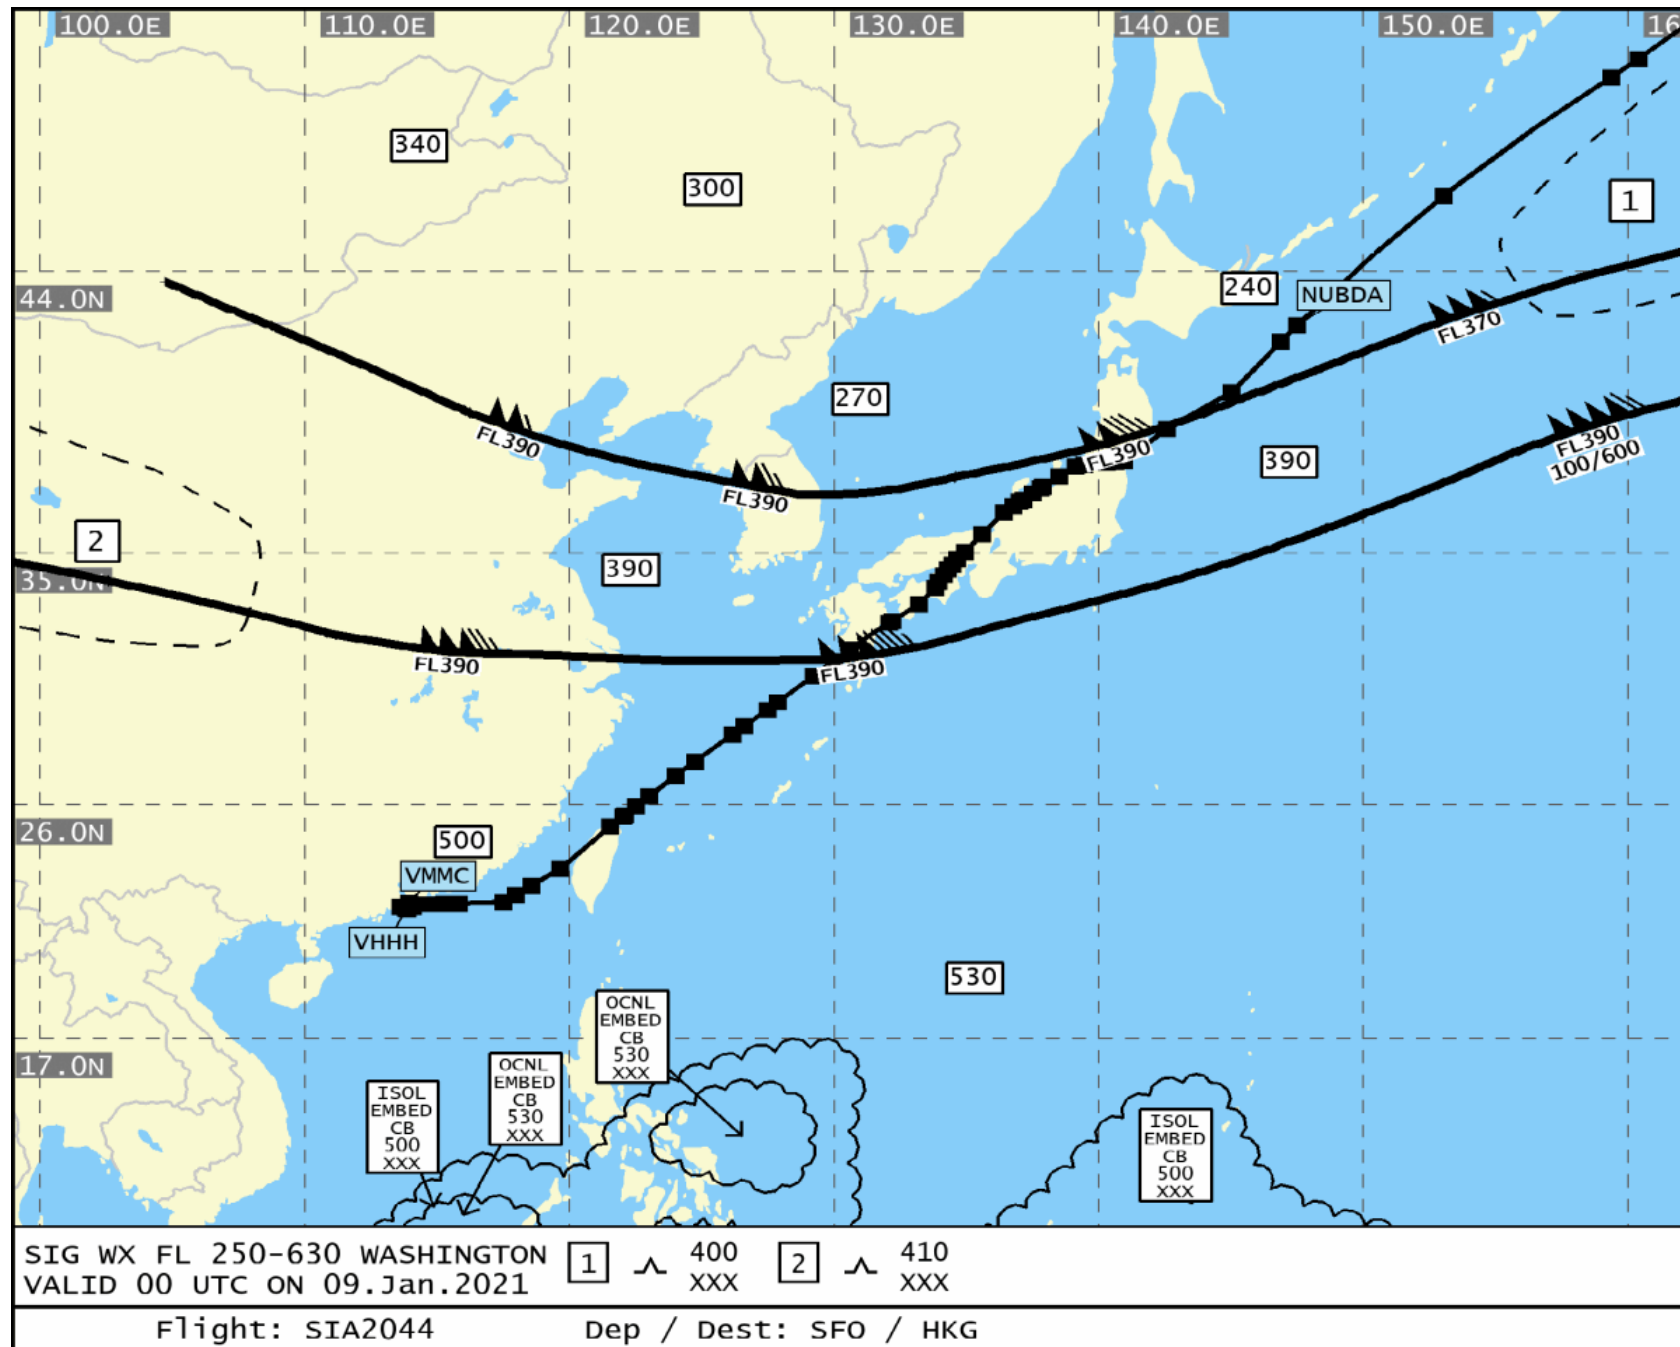 100.0E 110.0E 120.0E 130.0E 140.0E 150.0E 16
340
300
1
240
NUBDA
44.0N
FL370
270
FL390
FL390
FL390
FL390
100/600
390
FL390
2
390
35.0N
FL390
FL390
26.0N
500
VMMC
VHHH
530
OCNL
EMBED
CB
530
XXX
17.0N
OCNL
EMBED
CB
530
XXX
ISOL
EMBED
CB
500
XXX
ISOL
EMBED
CB
500
XXX
SIG WX FL 250-630 WASHINGTON
VALID 00 UTC ON 09.Jan.2021
1 400
XXX
2 410
XXX
Flight: SIA2044 Dep / Dest: SFO / HKG